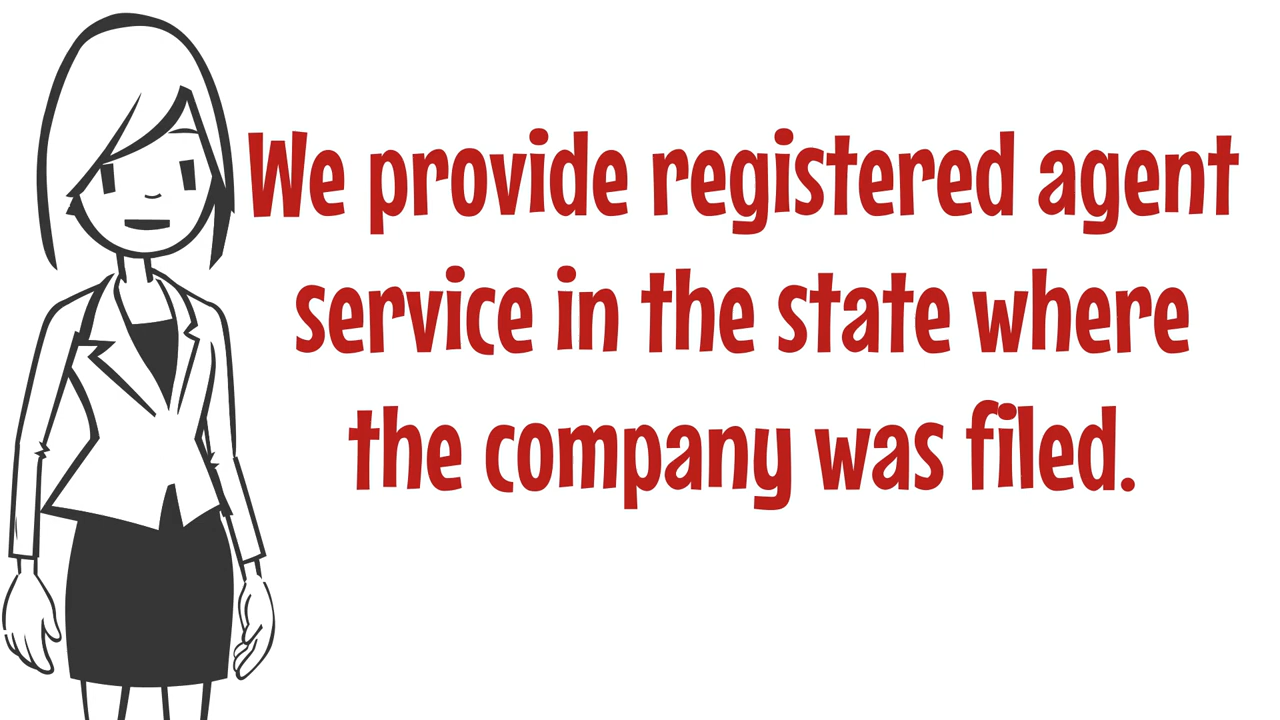 We provide registered agent
service in the state where
the company was filed.